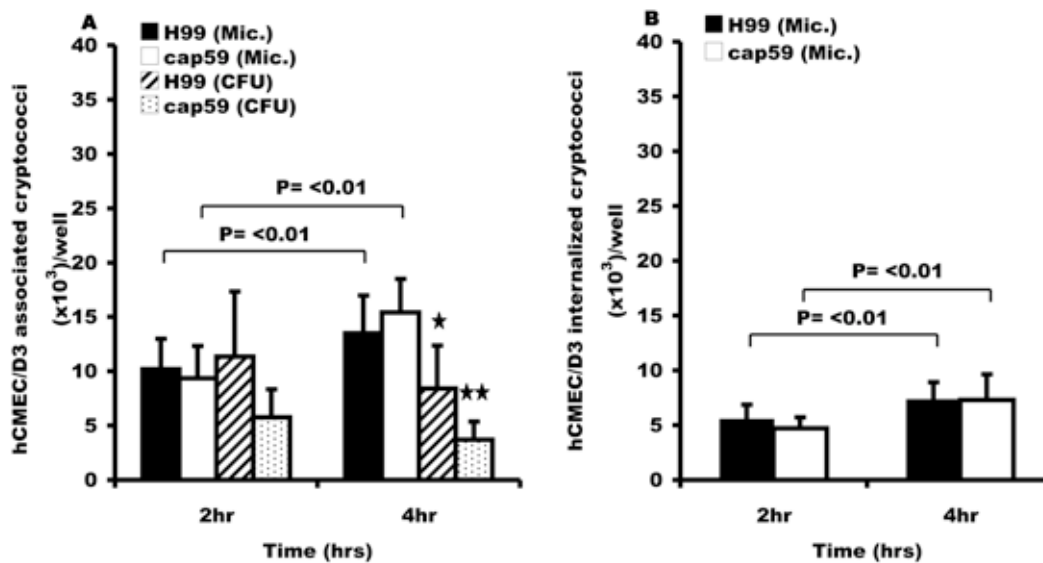 A
H99 (Mic.)
cap59 (Mic.)
H99 (CFU)
cap59 (CFU)
hCMEC/D3 associated cryptococci
(x10³)/well
40
35
30
25
20
15
10
5
0
P= <0.01
P= <0.01
★
★★
2hr
4hr
Time (hrs)
B
H99 (Mic.)
cap59 (Mic.)
hCMEC/D3 internalized cryptococci
(x10³)/well
40
35
30
25
20
15
10
5
0
P= <0.01
P= <0.01
2hr
4hr
Time (hrs)